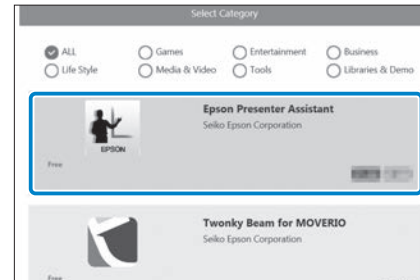 Select Category
ALL Games Entertainment Business
Life Style Media & Video Tools Libraries & Demo
Epson Presenter Assistant
Seiko Epson Corporation
EPSON
Free
Twonky Beam for MOVERIO
Seiko Epson Corporation
Free